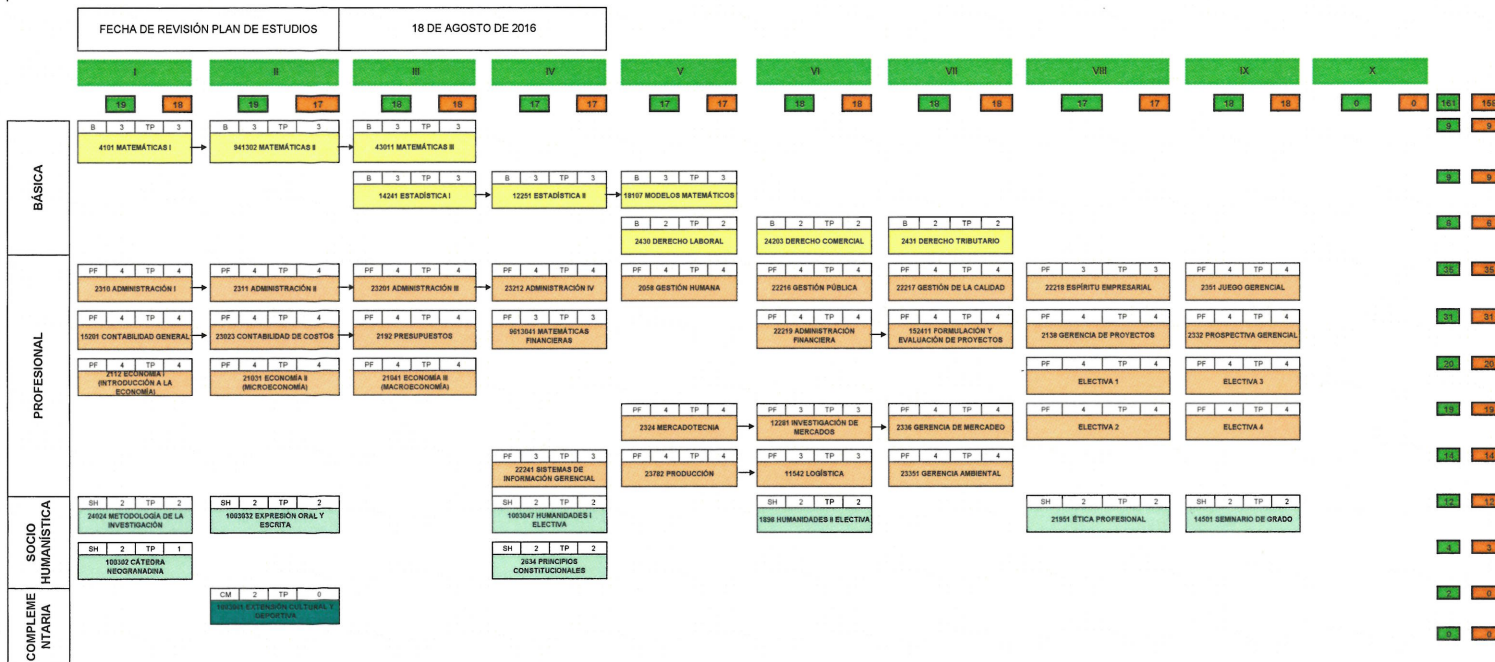 FECHA DE REVISIÓN PLAN DE ESTUDIOS 18 DE AGOSTO DE 2016
I II III IV V VI VII VIII IX X
19 18 19 17 18 18 17 17 17 17 18 18 18 18 17 17 18 18 0 0 161
BÁSICA
B 3 TP 3 B 3 TP 3 B 3 TP 3 9 9
4101 MATEMÁTICAS I 941302 MATEMÁTICAS II 43011 MATEMÁTICAS III
B 3 TP 3 B 3 TP 3 B 3 TP 3 9 9
14241 ESTADÍSTICA I 12251 ESTADÍSTICA II 18107 MODELOS MATEMÁTICOS
B 2 TP 2 B 2 TP 2 B 2 TP 2
2430 DERECHO LABORAL 24203 DERECHO COMERCIAL 2431 DERECHO TRIBUTARIO
PROFESIONAL
PF 4 TP 4 PF 4 TP 4 PF 4 TP 4 PF 4 TP 4 PF 4 TP 4 PF 4 TP 4 PF 4 TP 4 PF 3 TP 3 PF 4 TP 4 35 35
2310 ADMINISTRACIÓN I 2311 ADMINISTRACIÓN II 23201 ADMINISTRACIÓN III 23212 ADMINISTRACIÓN IV 2058 GESTIÓN HUMANA 22216 GESTIÓN PÚBLICA 22217 GESTIÓN DE LA CALIDAD 22218 ESPÍRITU EMPRESARIAL 2351 JUEGO GERENCIAL
PF 4 TP 4 PF 4 TP 4 PF 4 TP 4 PF 3 TP 3 PF 4 TP 4 PF 4 TP 4 PF 4 TP 4 PF 4 TP 4 31 31
15201 CONTABILIDAD GENERAL 23023 CONTABILIDAD DE COSTOS 2192 PRESUPUESTOS 9613041 MATEMÁTICAS FINANCIERAS 22219 ADMINISTRACIÓN FINANCIERA 152411 FORMULACIÓN Y EVALUACIÓN DE PROYECTOS 2138 GERENCIA DE PROYECTOS 2332 PROSPECTIVA GERENCIAL
PF 4 TP 4 PF 4 TP 4 PF 4 TP 4 PF 4 TP 4 PF 4 TP 4 20 20
2112 ECONOMÍA I (INTRODUCCIÓN A LA ECONOMÍA) 21031 ECONOMÍA II (MICROECONOMÍA) 21041 ECONOMÍA III (MACROECONOMÍA) ELECTIVA 1 ELECTIVA 3
PF 4 TP 4 PF 3 TP 3 PF 4 TP 4 PF 4 TP 4 PF 4 TP 4 19 19
2324 MERCADOTECNIA 12281 INVESTIGACIÓN DE MERCADOS 2336 GERENCIA DE MERCADEO ELECTIVA 2 ELECTIVA 4
PF 3 TP 3 PF 4 TP 4 PF 3 TP 3 PF 4 TP 4 14 14
22241 SISTEMAS DE INFORMACIÓN GERENCIAL 23782 PRODUCCIÓN 11542 LOGÍSTICA 23351 GERENCIA AMBIENTAL
SOCIO HUMANÍSTICA
SH 2 TP 2 SH 2 TP 2 SH 2 TP 2 SH 2 TP 2 SH 2 TP 2 SH 2 TP 2 12 12
24024 METODOLOGÍA DE LA INVESTIGACIÓN 1003032 EXPRESIÓN ORAL Y ESCRITA 1003047 HUMANIDADES I ELECTIVA 1896 HUMANIDADES II ELECTIVA 21951 ÉTICA PROFESIONAL 14501 SEMINARIO DE GRADO
SH 2 TP 1 SH 2 TP 2 4 3
100302 CÁTEDRA NEOGRANADINA 2634 PRINCIPIOS CONSTITUCIONALES
COMPLEME NTARIA
CM 2 TP 0 2 0
EXTENSIÓN CULTURAL Y DEPORTIVA
0 0